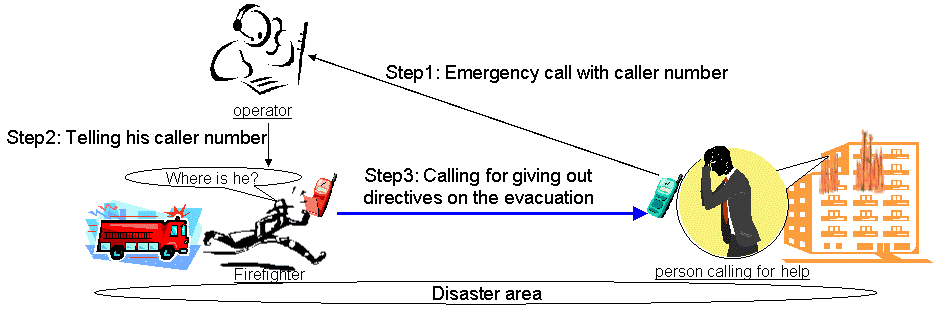 Step1: Emergency call with caller number
operator
Step2: Telling his caller number
Where is he?
Step3: Calling for giving out
directives on the evacuation
Firefighter
person calling for help
Disaster area